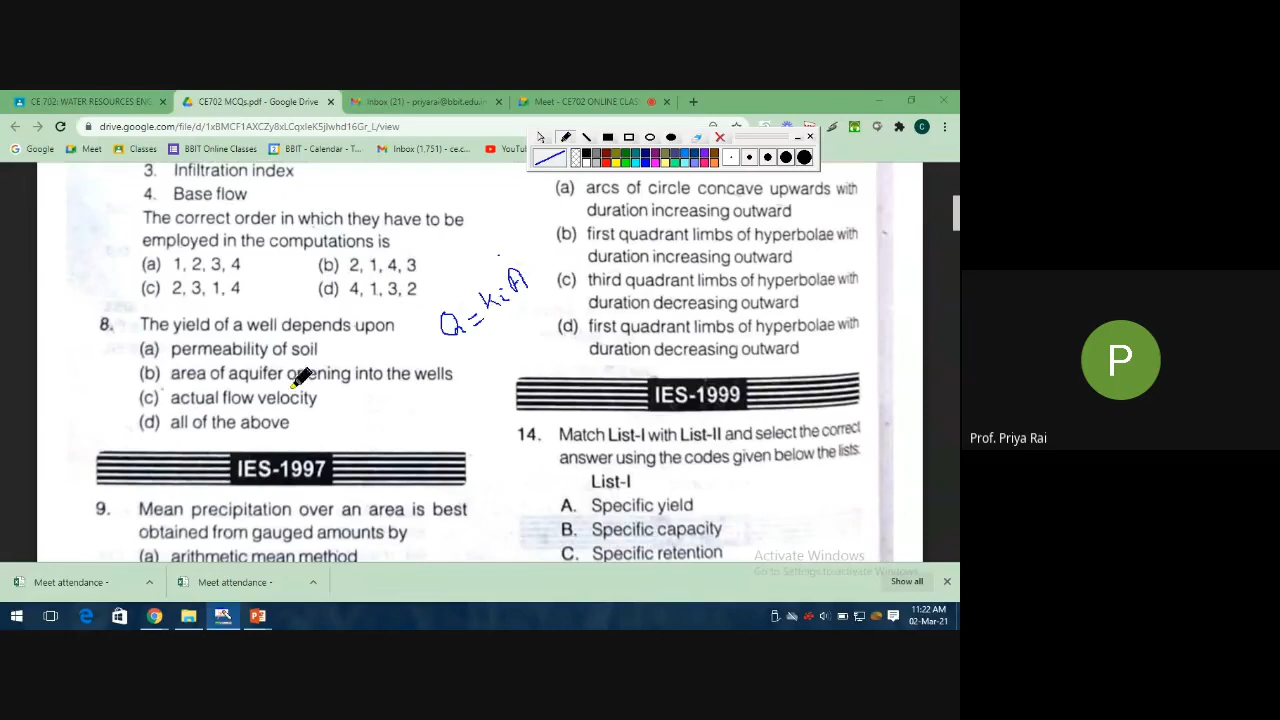 CE 702: WATER RESOURCES ENG
CE702 MCQs.pdf - Google Drive
Inbox (21) - priyarai@bbit.edu.in
Meet - CE702 ONLINE CLAS
Google
Meet
Classes
BBIT Online Classes
BBIT - Calendar - T...
Inbox (1,751) - ce.c...
3. Infiltration index
4. Base flow
The correct order in which they have to be
employed in the computations is
(a) 1, 2, 3, 4 (b) 2, 1, 4, 3
(c) 2, 3, 1, 4 (d) 4, 1, 3, 2
Q = KiA
8. The yield of a well depends upon
(a) permeability of soil
(b) area of aquifer opening into the wells
(c) actual flow velocity
(d) all of the above
IES-1997
9. Mean precipitation over an area is best
obtained from gauged amounts by
(a) arithmetic mean method
(a) arcs of circle concave upwards with
duration increasing outward
(b) first quadrant limbs of hyperbolae with
duration increasing outward
(c) third quadrant limbs of hyperbolae with
duration decreasing outward
(d) first quadrant limbs of hyperbolae with
duration decreasing outward
IES-1999
14. Match List-I with List-II and select the correct
answer using the codes given below the lists.
List-I
A. Specific yield
B. Specific capacity
C. Specific retention
Activate Windows
Go to Settings to activate Windows.
Meet attendance -
Meet attendance -
Show all
11:22 AM
02-Mar-21
P
Prof. Priya Rai